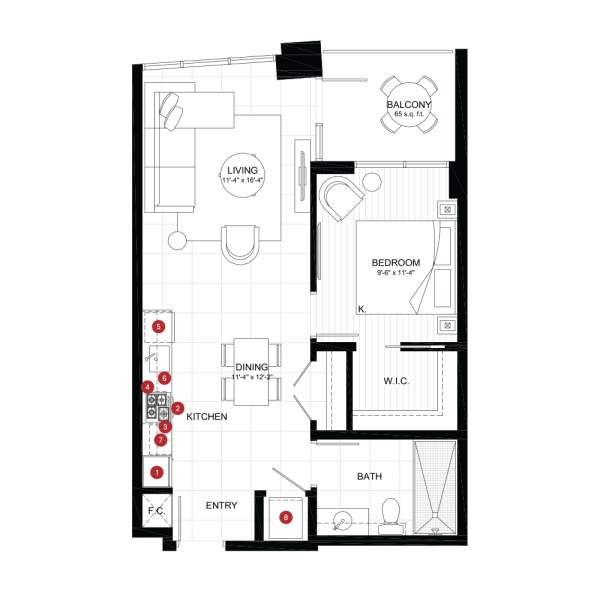 BALCONY
65 s.q. f.t.
LIVING
11'-4" x 16'-4"
BEDROOM
9'-6" x 11'-4"
K.
5
6
4
2
3
7
1
DINING
11'-4" x 12'-2"
W.I.C.
KITCHEN
BATH
F.C.
ENTRY
8